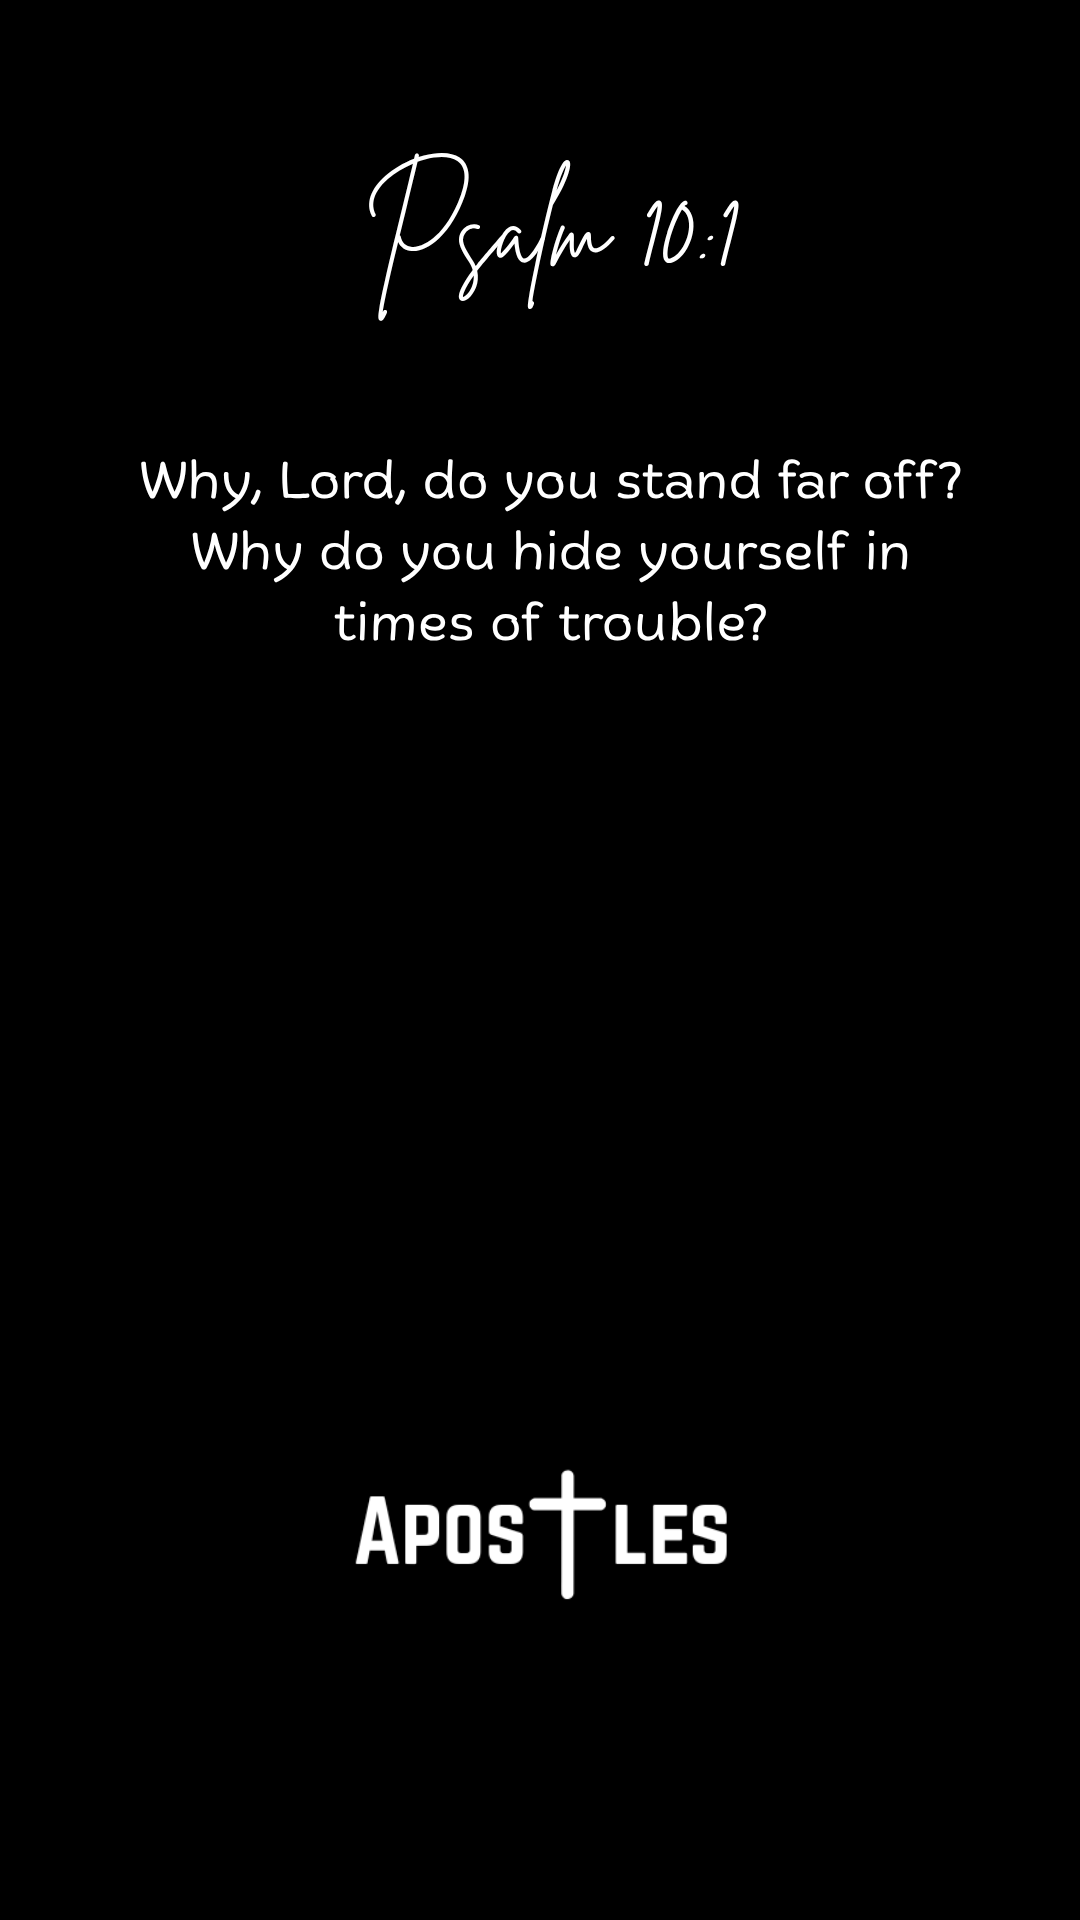 Psalm 10:1
Why, Lord, do you stand far off?
Why do you hide yourself in
times of trouble?
APOSTLES